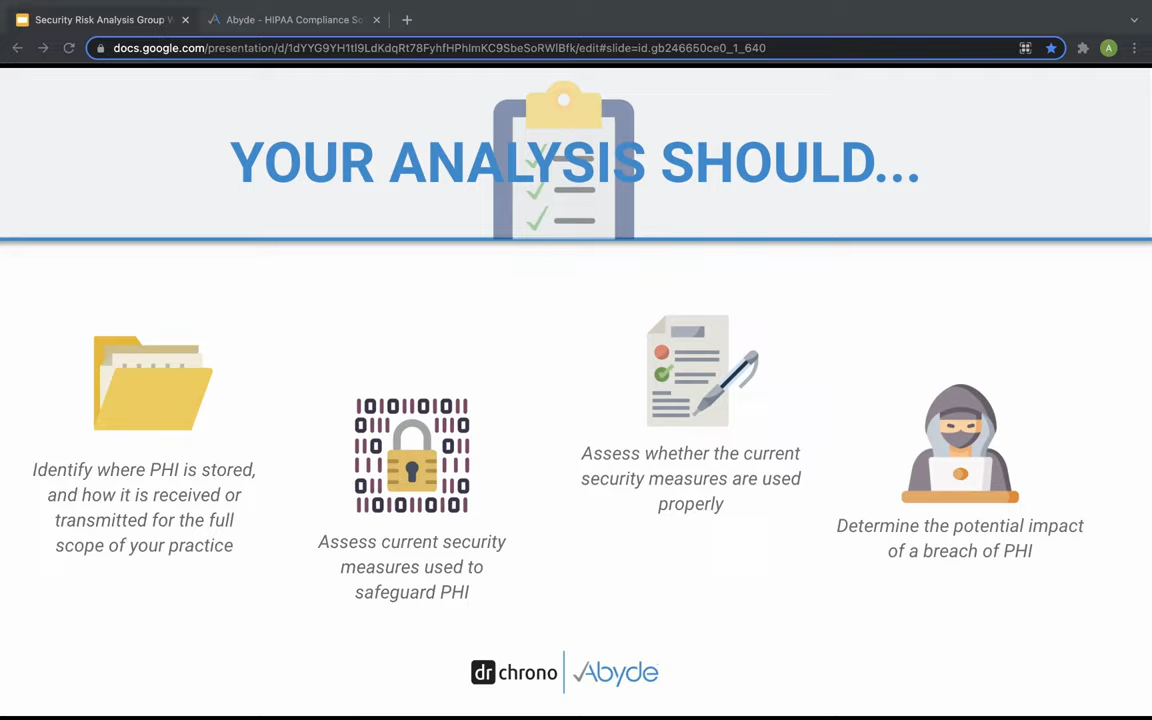 Security Risk Analysis Group
Abyde - HIPAA Compliance So
docs.google.com/presentation/d/1dYYG9YH1tl9LdKdqRt78FyhfHPhImKC9SbeSoRWlBfk/edit#slide=id.gb246650ce0_1_640
A
YOUR ANALYSIS SHOULD...
Identify where PHI is stored,
and how it is received or
transmitted for the full
scope of your practice
Assess current security
measures used to
safeguard PHI
Assess whether the current
security measures are used
properly
Determine the potential impact
of a breach of PHI
dr chrono
Abyde